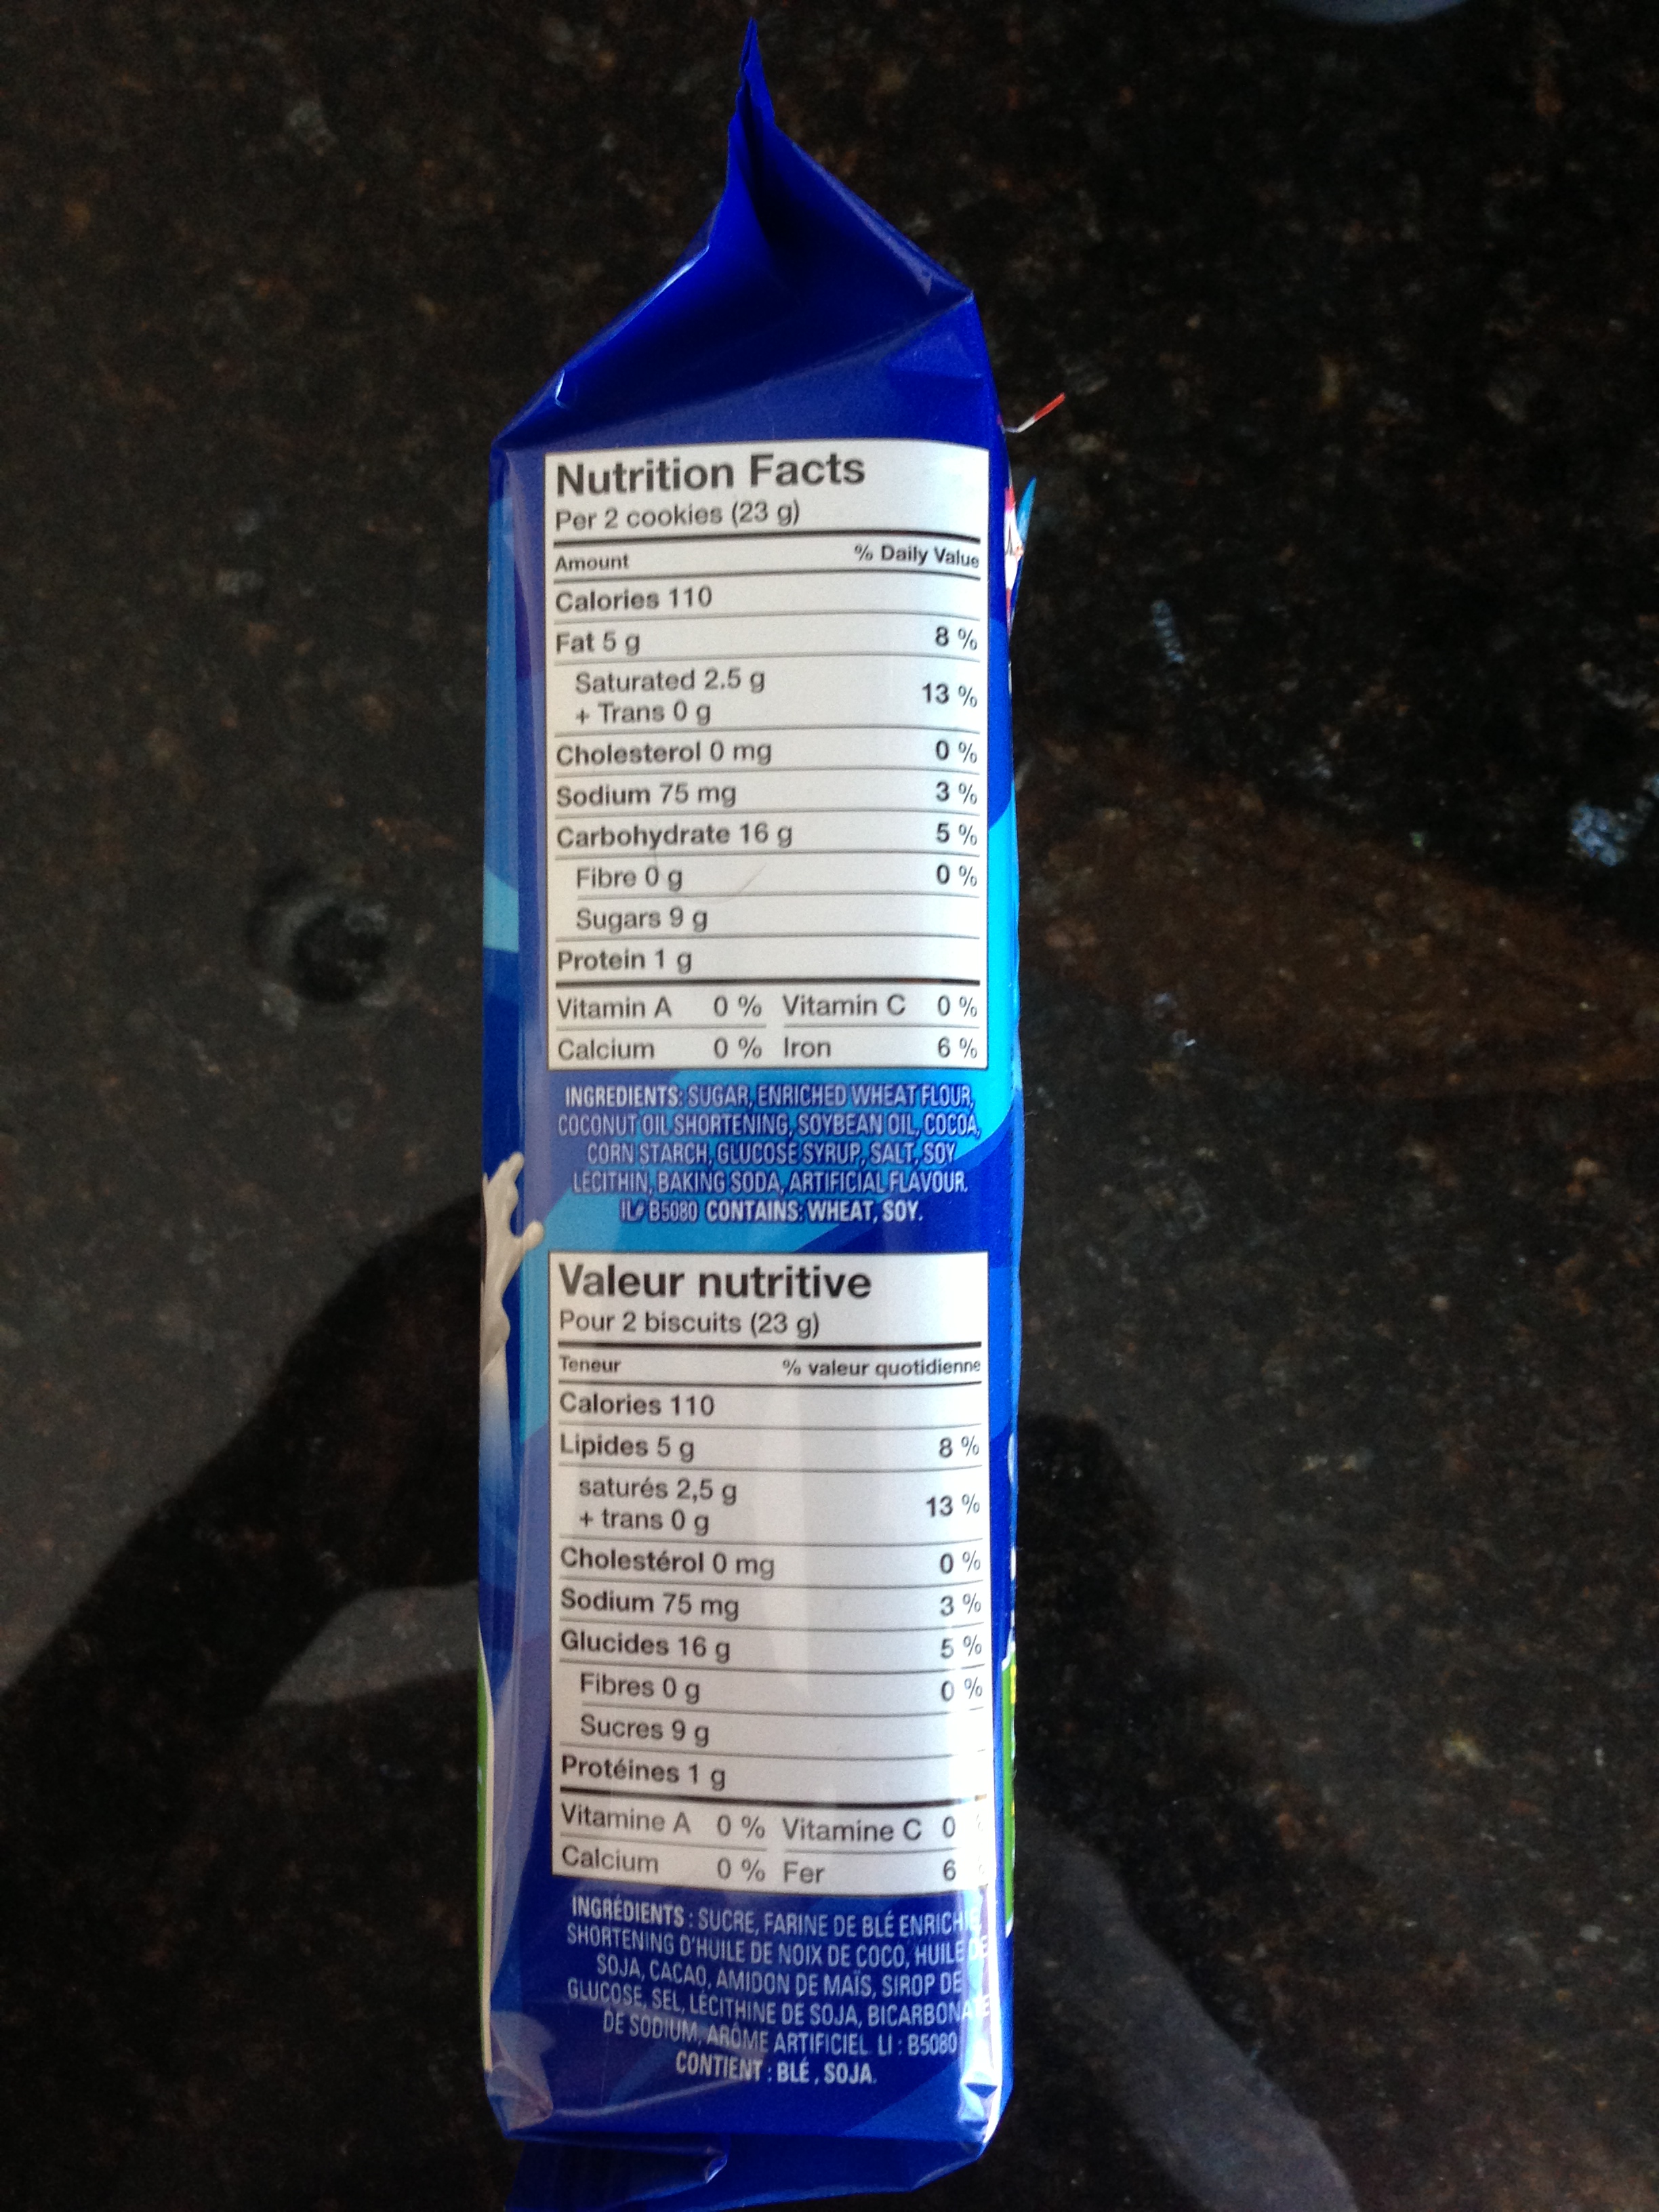 Nutrition Facts
Per 2 cookies (23 g)
Amount % Daily Value
Calories 110
Fat 5 g 8 %
Saturated 2.5 g
+ Trans 0 g 13 %
Cholesterol 0 mg 0 %
Sodium 75 mg 3 %
Carbohydrate 16 g 5 %
Fibre 0 g 0 %
Sugars 9 g
Protein 1 g
Vitamin A 0 % Vitamin C 0 %
Calcium 0 % Iron 6 %
INGREDIENTS: SUGAR, ENRICHED WHEAT FLOUR,
COCONUT OIL SHORTENING, SOYBEAN OIL, COCOA,
CORN STARCH, GLUCOSE SYRUP, SALT, SOY
LECITHIN, BAKING SODA, ARTIFICIAL FLAVOUR.
IL# B5080 CONTAINS: WHEAT, SOY.
Valeur nutritive
Pour 2 biscuits (23 g)
Teneur % valeur quotidienne
Calories 110
Lipides 5 g 8 %
saturés 2,5 g
+ trans 0 g 13 %
Cholestérol 0 mg 0 %
Sodium 75 mg 3 %
Glucides 16 g 5 %
Fibres 0 g 0 %
Sucres 9 g
Protéines 1 g
Vitamine A 0 % Vitamine C 0
Calcium 0 % Fer 6
INGRÉDIENTS : SUCRE, FARINE DE BLÉ ENRICHIE,
SHORTENING D'HUILE DE NOIX DE COCO, HUILE DE
SOJA, CACAO, AMIDON DE MAÏS, SIROP DE
GLUCOSE, SEL, LÉCITHINE DE SOJA, BICARBONATE
DE SODIUM, ARÔME ARTIFICIEL LI : B5080
CONTIENT : BLÉ , SOJA.